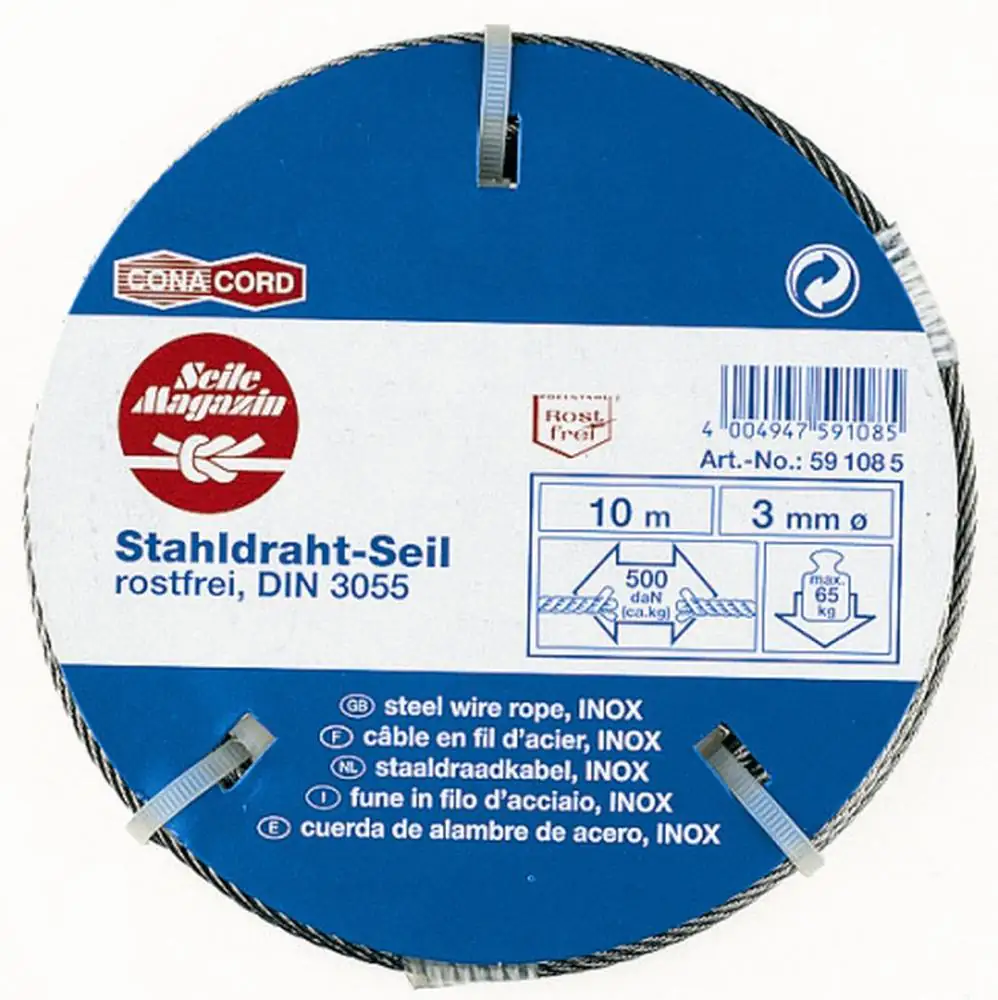 CONACORD
Seile
Magazin
EDELSTAHL
Rost
frei
4 004947 591085
Art.-No.: 59 108 5
10 m
3 mm ø
Stahldraht-Seil
rostfrei, DIN 3055
500
daN
(ca.kg)
max.
65
kg
GB steel wire rope, INOX
F câble en fil d'acier, INOX
NL staaldraadkabel, INOX
I fune in filo d'acciaio, INOX
E cuerda de alambre de acero, INOX